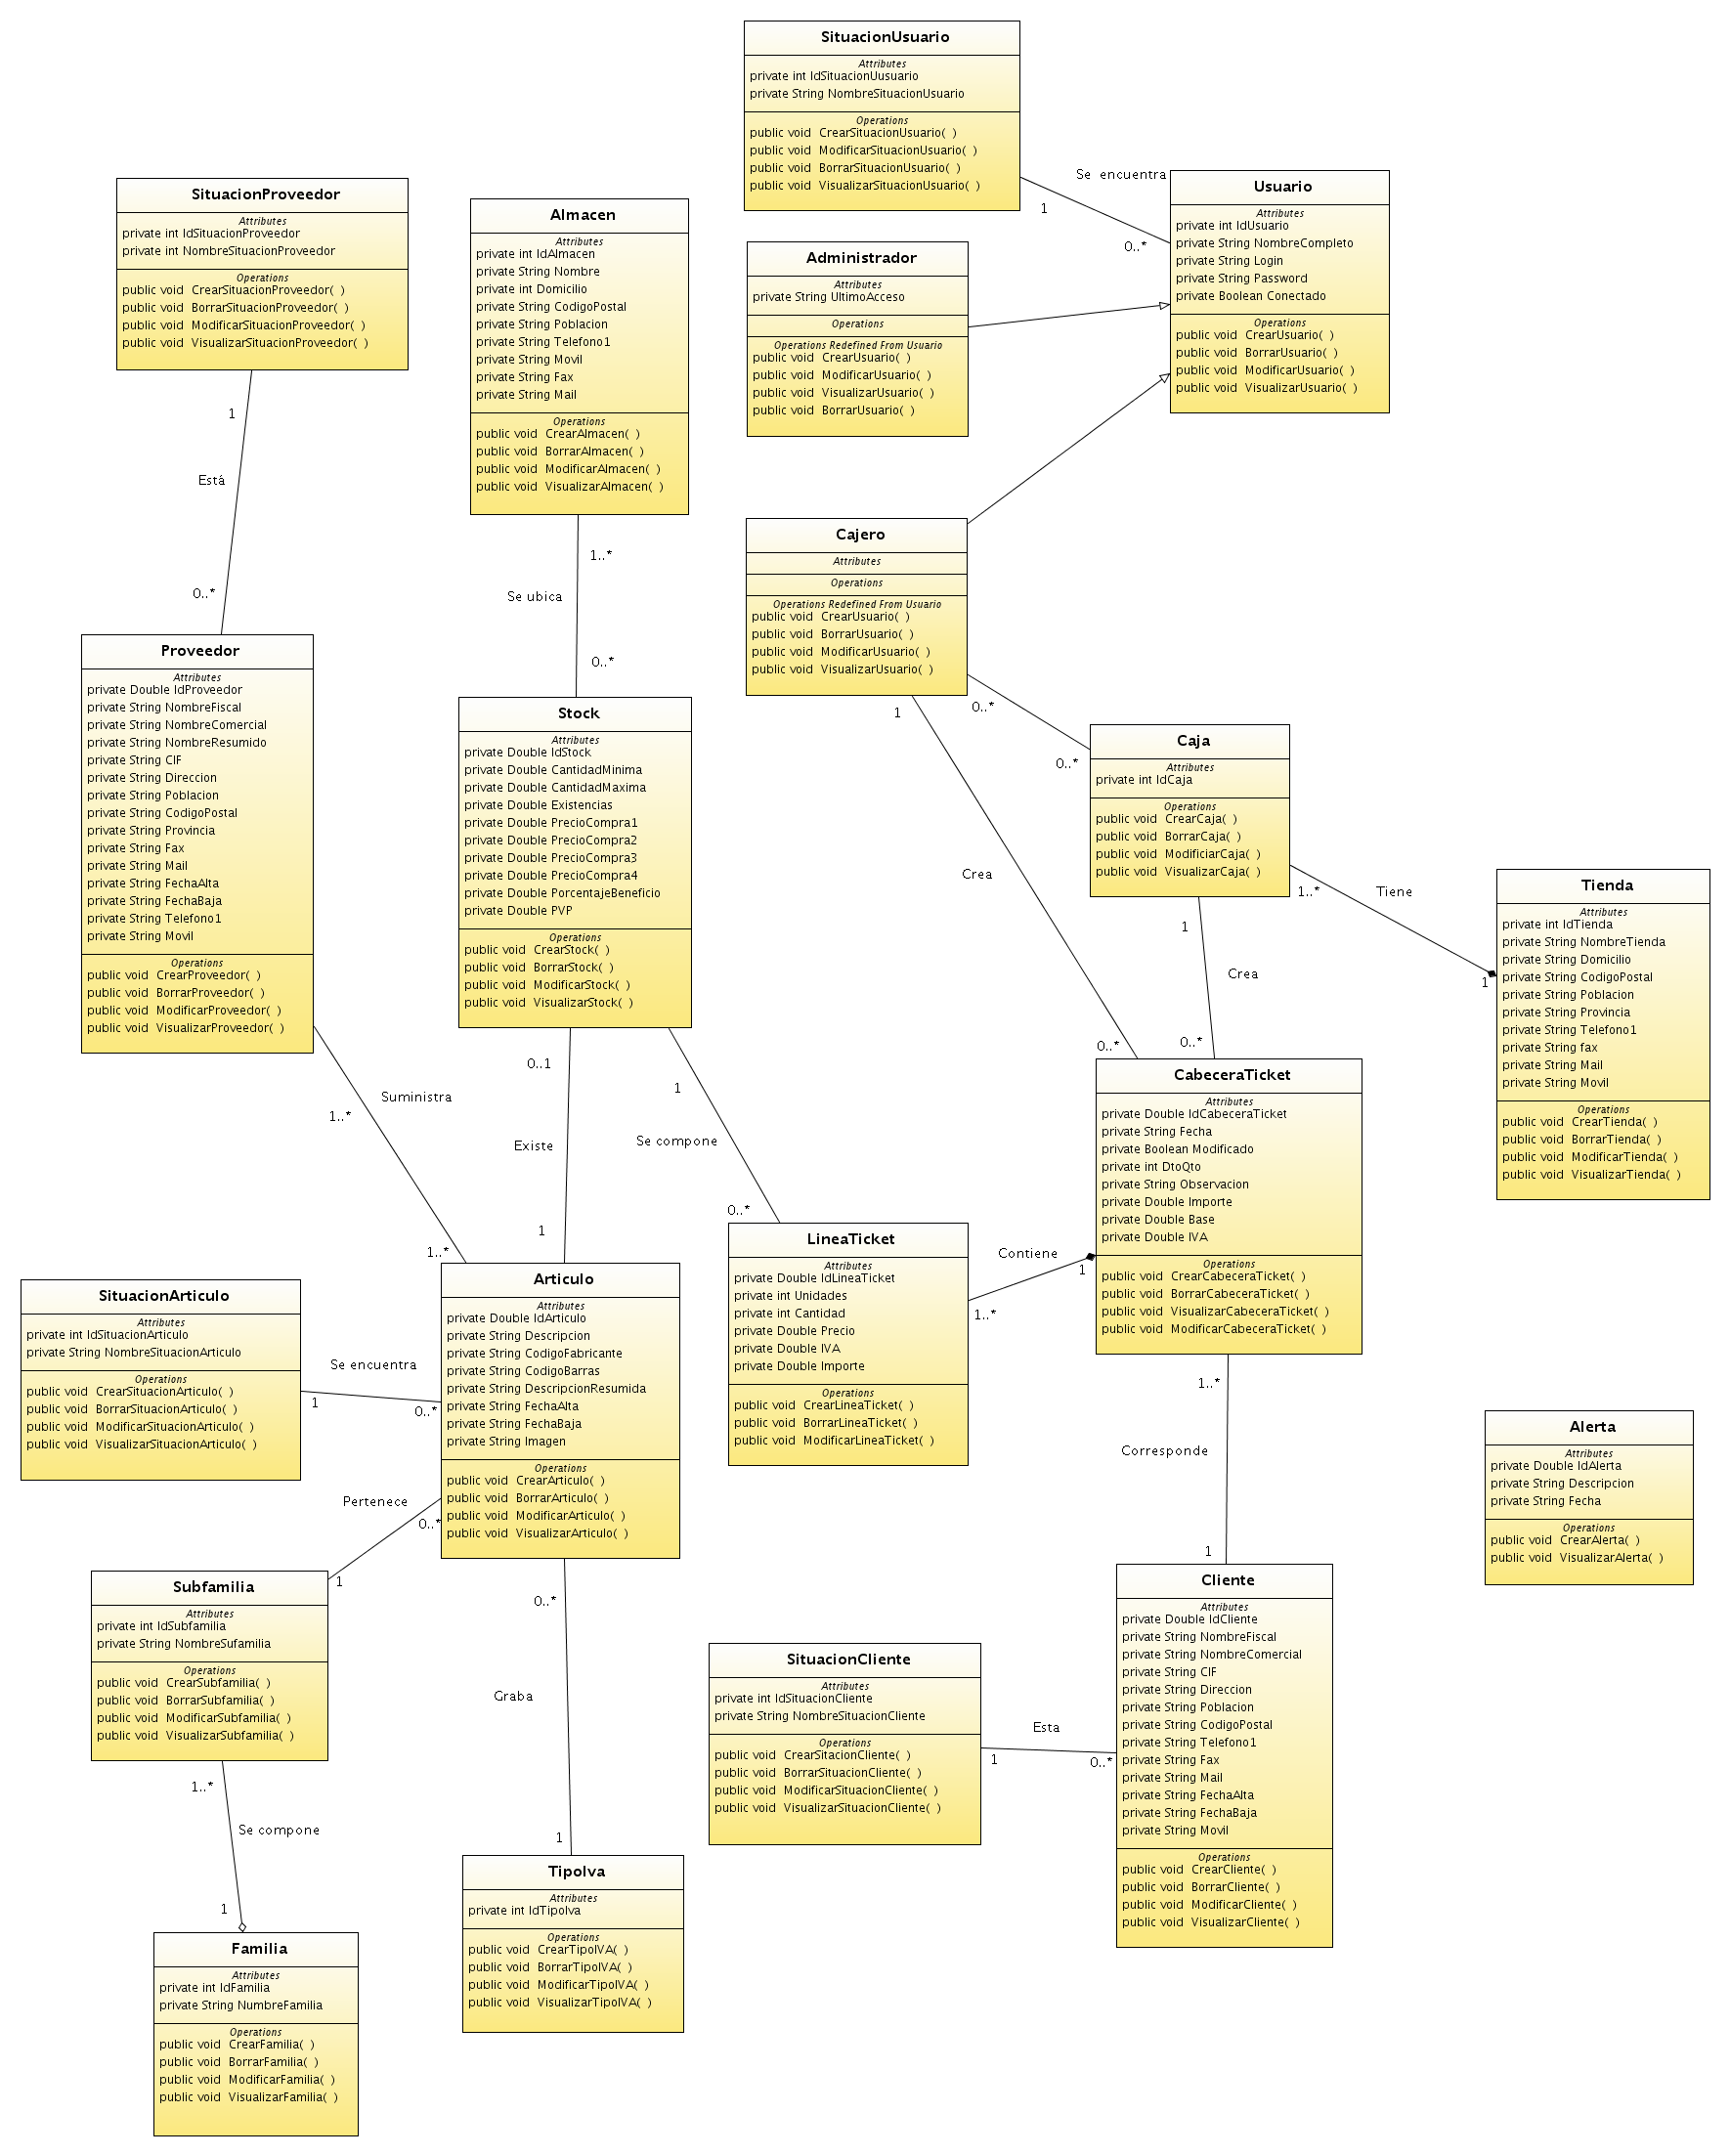 SituacionUsuario
Attributes
private int IdSituacionUusuario
private String NombreSituacionUsuario
Operations
public void CrearSituacionUsuario( )
public void ModificarSituacionUsuario( )
public void BorrarSituacionUsuario( )
public void VisualizarSituacionUsuario( )
Se encuentra
1
0..*
Usuario
Attributes
private int IdUsuario
private String NombreCompleto
private String Login
private String Password
private Boolean Conectado
Operations
public void CrearUsuario( )
public void BorrarUsuario( )
public void ModificarUsuario( )
public void VisualizarUsuario( )
SituacionProveedor
Attributes
private int IdSituacionProveedor
private int NombreSituacionProveedor
Operations
public void CrearSituacionProveedor( )
public void BorrarSituacionProveedor( )
public void ModificarSituacionProveedor( )
public void VisualizarSituacionProveedor( )
1
Está
0..*
Almacen
Attributes
private int IdAlmacen
private String Nombre
private int Domicilio
private String CodigoPostal
private String Poblacion
private String Telefono1
private String Movil
private String Fax
private String Mail
Operations
public void CrearAlmacen( )
public void BorrarAlmacen( )
public void ModificarAlmacen( )
public void VisualizarAlmacen( )
1..*
Se ubica
0..*
Administrador
Attributes
private String UltimoAcceso
Operations
Operations Redefined From Usuario
public void CrearUsuario( )
public void ModificarUsuario( )
public void VisualizarUsuario( )
public void BorrarUsuario( )
Cajero
Attributes
Operations
Operations Redefined From Usuario
public void CrearUsuario( )
public void BorrarUsuario( )
public void ModificarUsuario( )
public void VisualizarUsuario( )
1
0..*
0..*
Crea
0..*
Proveedor
Attributes
private Double IdProveedor
private String NombreFiscal
private String NombreComercial
private String NombreResumido
private String CIF
private String Direccion
private String Poblacion
private String CodigoPostal
private String Provincia
private String Fax
private String Mail
private String FechaAlta
private String FechaBaja
private String Telefono1
private String Movil
Operations
public void CrearProveedor( )
public void BorrarProveedor( )
public void ModificarProveedor( )
public void VisualizarProveedor( )
Suministra
1..*
1..*
Stock
Attributes
private Double IdStock
private Double CantidadMinima
private Double CantidadMaxima
private Double Existencias
private Double PrecioCompra1
private Double PrecioCompra2
private Double PrecioCompra3
private Double PrecioCompra4
private Double PorcentajeBeneficio
private Double PVP
Operations
public void CrearStock( )
public void BorrarStock( )
public void ModificarStock( )
public void VisualizarStock( )
0..1
Existe
1
1
Se compone
0..*
Caja
Attributes
private int IdCaja
Operations
public void CrearCaja( )
public void BorrarCaja( )
public void ModificiarCaja( )
public void VisualizarCaja( )
1..*
Tiene
1
1
Crea
0..*
Tienda
Attributes
private int IdTienda
private String NombreTienda
private String Domicilio
private String CodigoPostal
private String Poblacion
private String Provincia
private String Telefono1
private String fax
private String Mail
private String Movil
Operations
public void CrearTienda( )
public void BorrarTienda( )
public void ModificarTienda( )
public void VisualizarTienda( )
CabeceraTicket
Attributes
private Double IdCabeceraTicket
private String Fecha
private Boolean Modificado
private int DtoQto
private String Observacion
private Double Importe
private Double Base
private Double IVA
Operations
public void CrearCabeceraTicket( )
public void BorrarCabeceraTicket( )
public void VisualizarCabeceraTicket( )
public void ModificarCabeceraTicket( )
Contiene
1
1..*
LineaTicket
Attributes
private Double IdLineaTicket
private int Unidades
private int Cantidad
private Double Precio
private Double IVA
private Double Importe
Operations
public void CrearLineaTicket( )
public void BorrarLineaTicket( )
public void ModificarLineaTicket( )
SituacionArticulo
Attributes
private int IdSituacionArticulo
private String NombreSituacionArticulo
Operations
public void CrearSituacionArticulo( )
public void BorrarSituacionArticulo( )
public void ModificarSituacionArticulo( )
public void VisualizarSituacionArticulo( )
Se encuentra
1
0..*
Articulo
Attributes
private Double IdArticulo
private String Descripcion
private String CodigoFabricante
private String CodigoBarras
private String DescripcionResumida
private String FechaAlta
private String FechaBaja
private String Imagen
Operations
public void CrearArticulo( )
public void BorrarArticulo( )
public void ModificarArticulo( )
public void VisualizarArticulo( )
Pertenece
0..*
1
1..*
Corresponde
1
Alerta
Attributes
private Double IdAlerta
private String Descripcion
private String Fecha
Operations
public void CrearAlerta( )
public void VisualizarAlerta( )
Subfamilia
Attributes
private int IdSubfamilia
private String NombreSufamilia
Operations
public void CrearSubfamilia( )
public void BorrarSubfamilia( )
public void ModificarSubfamilia( )
public void VisualizarSubfamilia( )
1..*
Se compone
1
0..*
Graba
1
SituacionCliente
Attributes
private int IdSituacionCliente
private String NombreSituacionCliente
Operations
public void CrearSitacionCliente( )
public void BorrarSituacionCliente( )
public void ModificarSituacionCliente( )
public void VisualizarSituacionCliente( )
Esta
1
0..*
Cliente
Attributes
private Double IdCliente
private String NombreFiscal
private String NombreComercial
private String CIF
private String Direccion
private String Poblacion
private String CodigoPostal
private String Telefono1
private String Fax
private String Mail
private String FechaAlta
private String FechaBaja
private String Movil
Operations
public void CrearCliente( )
public void BorrarCliente( )
public void ModificarCliente( )
public void VisualizarCliente( )
Familia
Attributes
private int IdFamilia
private String NumbreFamilia
Operations
public void CrearFamilia( )
public void BorrarFamilia( )
public void ModificarFamilia( )
public void VisualizarFamilia( )
TipoIva
Attributes
private int IdTipoIva
Operations
public void CrearTipoIVA( )
public void BorrarTipoIVA( )
public void ModificarTipoIVA( )
public void VisualizarTipoIVA( )